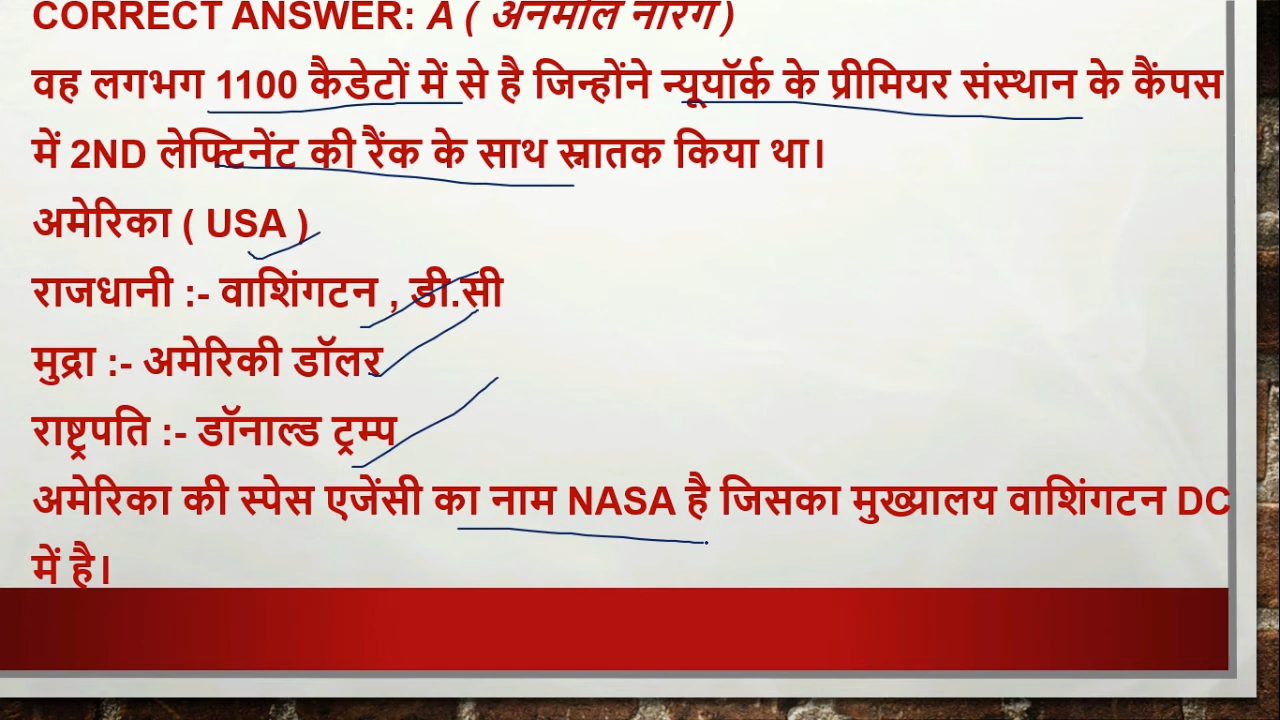 CORRECT ANSWER: A ( अनमोल नारंग )
वह लगभग 1100 कैडेटों में से है जिन्होंने न्यूयॉर्क के प्रीमियर संस्थान के कैंपस
में 2ND लेफ्टिनेंट की रैंक के साथ स्नातक किया था।
अमेरिका ( USA )
राजधानी :- वाशिंगटन , डी.सी
मुद्रा :- अमेरिकी डॉलर
राष्ट्रपति :- डॉनाल्ड ट्रम्प
अमेरिका की स्पेस एजेंसी का नाम NASA है जिसका मुख्यालय वाशिंगटन DC
में है।